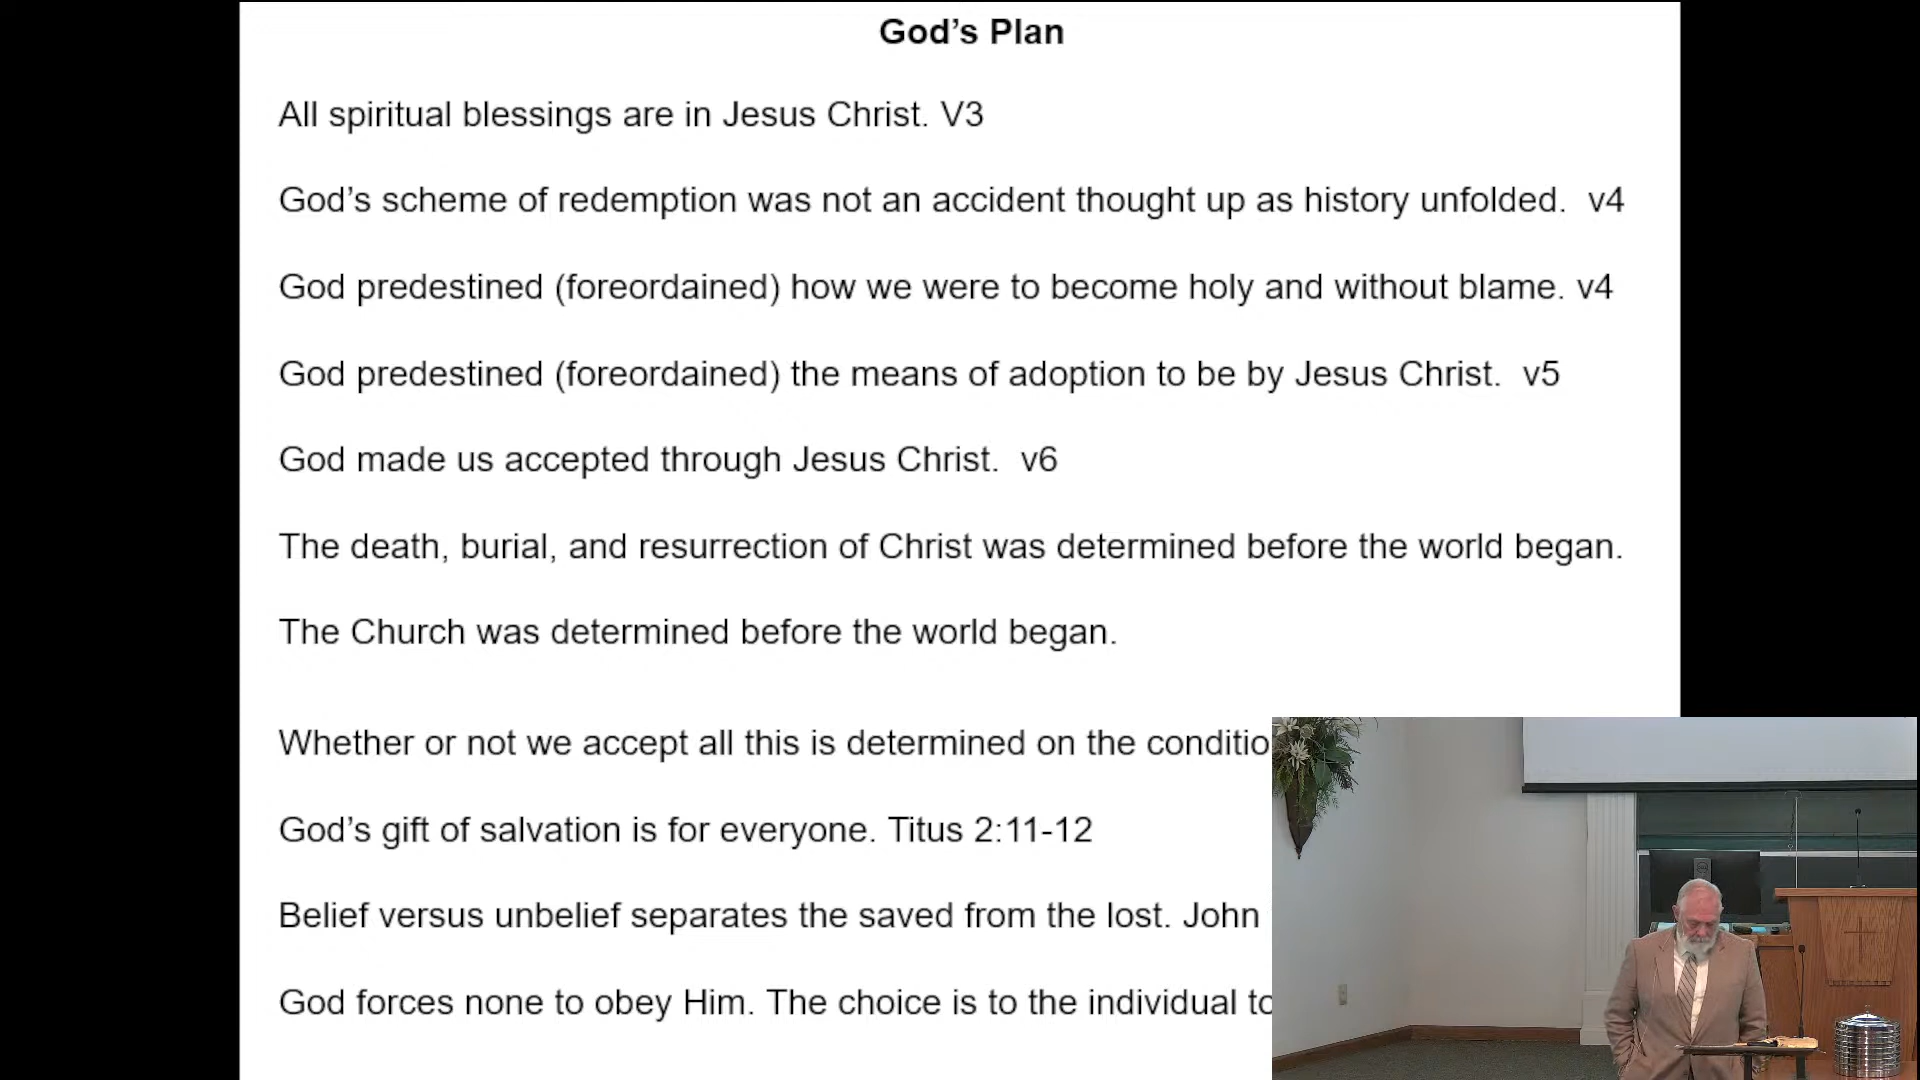 God’s Plan
All spiritual blessings are in Jesus Christ. V3
God’s scheme of redemption was not an accident thought up as history unfolded.  v4
God predestined (foreordained) how we were to become holy and without blame. v4
God predestined (foreordained) the means of adoption to be by Jesus Christ.  v5
God made us accepted through Jesus Christ.  v6
The death, burial, and resurrection of Christ was determined before the world began.
The Church was determined before the world began.
Whether or not we accept all this is determined on the conditio
God’s gift of salvation is for everyone. Titus 2:11-12
Belief versus unbelief separates the saved from the lost. John
God forces none to obey Him. The choice is to the individual to